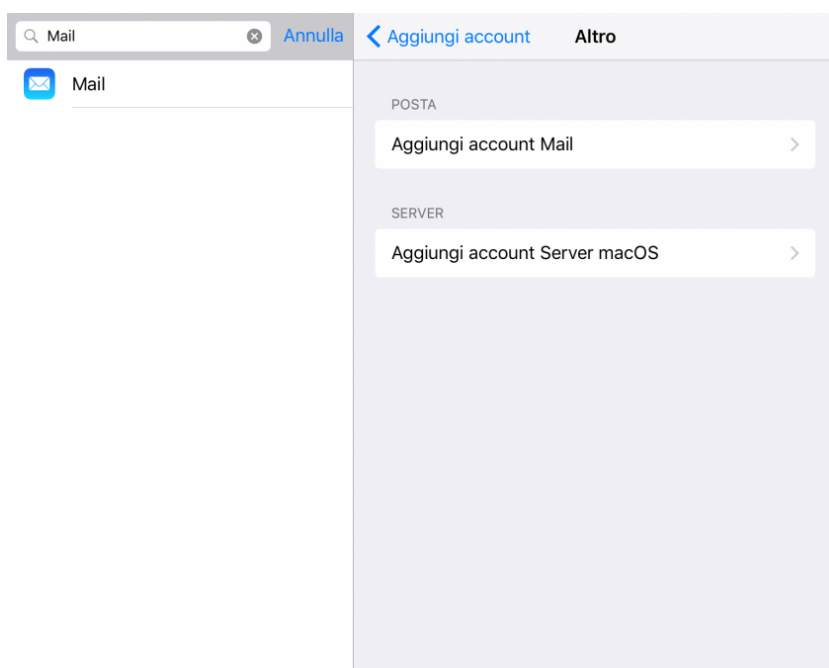 Mail
Annulla
Mail
Aggiungi account
Altro
POSTA
Aggiungi account Mail
SERVER
Aggiungi account Server macOS